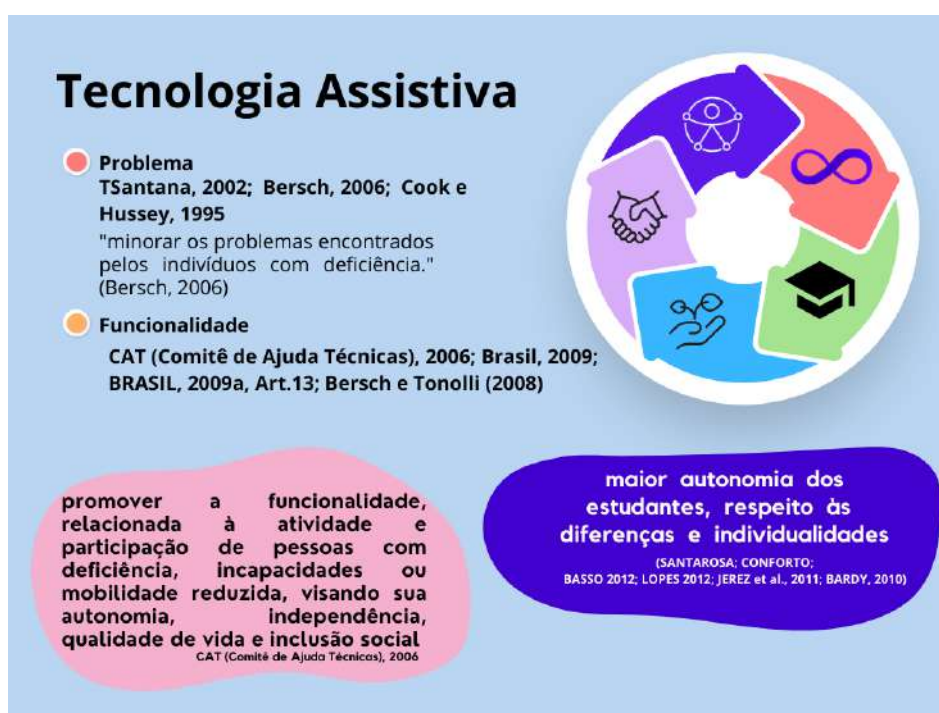 Tecnologia Assistiva
Problema
TSantana, 2002; Bersch, 2006; Cook e
Hussey, 1995
"minorar os problemas encontrados
pelos indivíduos com deficiência."
(Bersch, 2006)
Funcionalidade
CAT (Comitê de Ajuda Técnicas), 2006; Brasil, 2009;
BRASIL, 2009a, Art.13; Bersch e Tonolli (2008)
promover a funcionalidade,
relacionada à atividade e
participação de pessoas com
deficiência, incapacidades ou
mobilidade reduzida, visando sua
autonomia, independência,
qualidade de vida e inclusão social
CAT (Comitê de Ajuda Técnicas), 2006
maior autonomia dos
estudantes, respeito às
diferenças e individualidades
(SANTAROSA; CONFORTO;
BASSO 2012; LOPES 2012; JEREZ et al., 2011; BARDY, 2010)